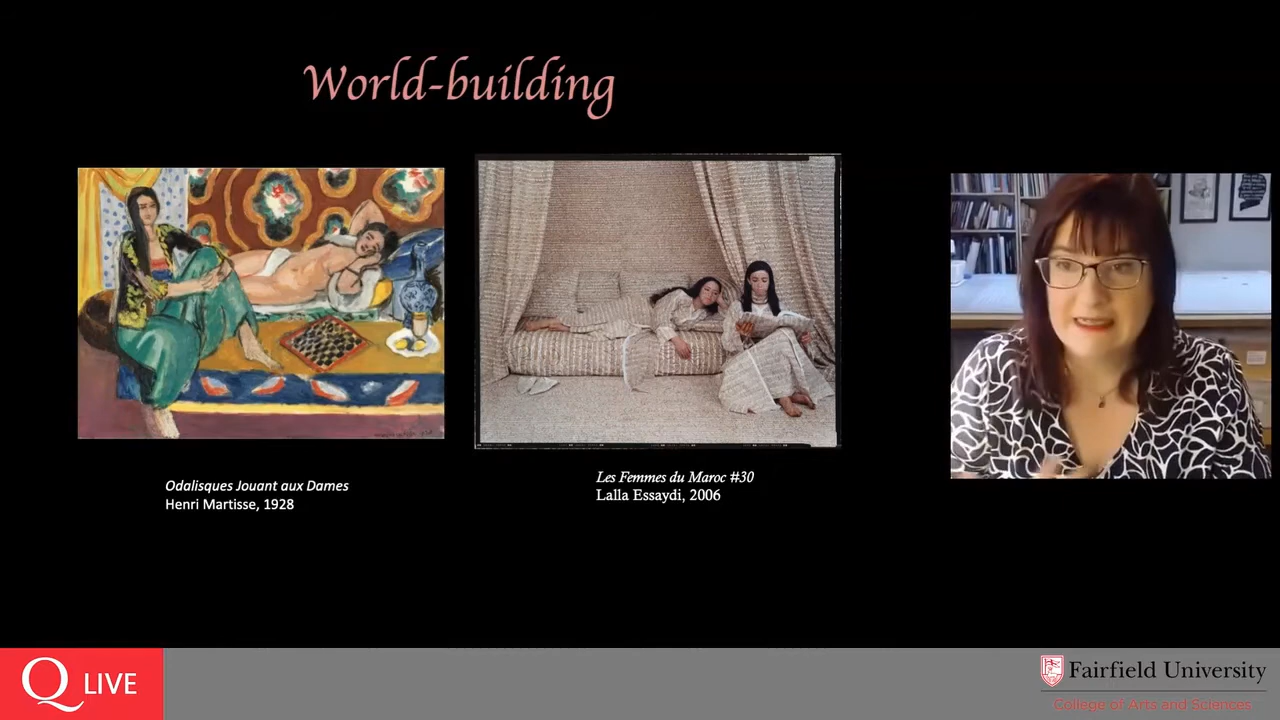 World-building
Odalisques Jouant aux Dames
Henri Martisse, 1928
Les Femmes du Maroc #30
Lalla Essaydi, 2006
Q LIVE
Fairfield University
College of Arts and Sciences